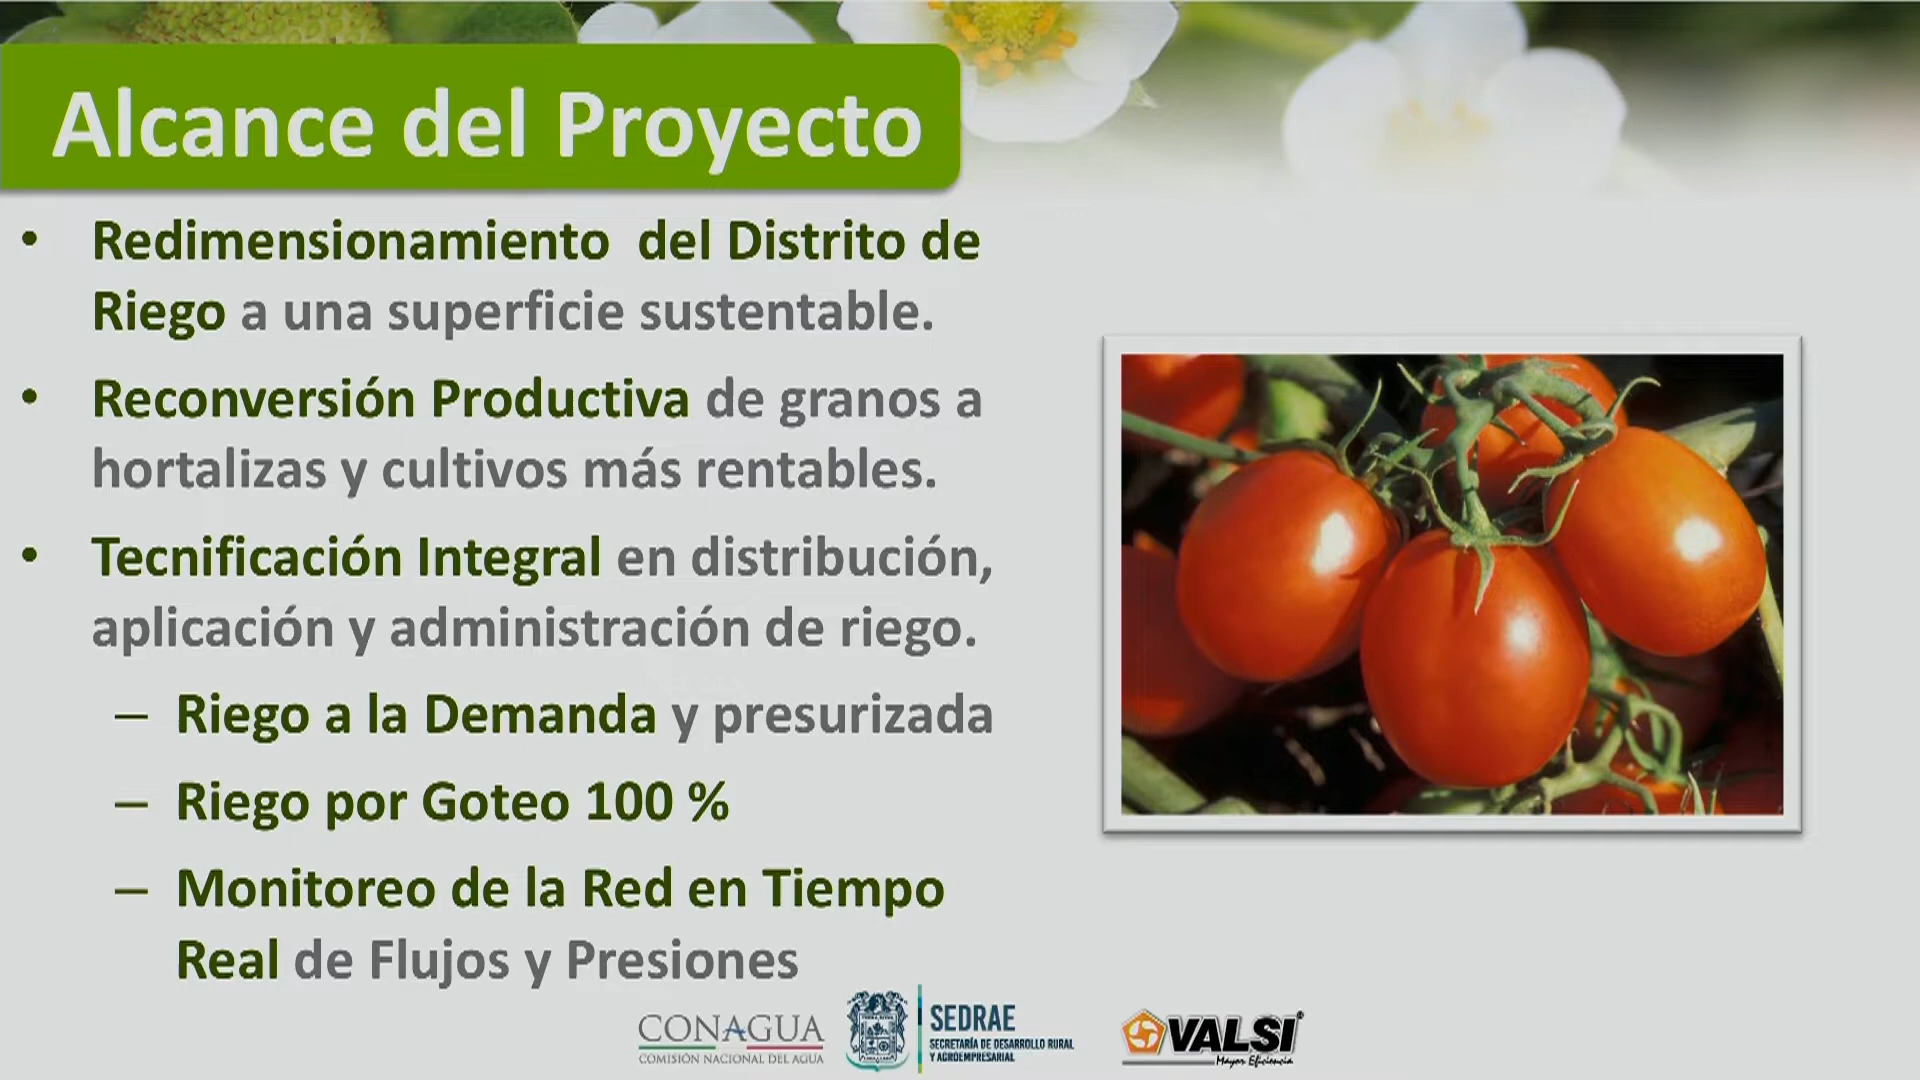 Alcance del Proyecto
• Redimensionamiento del Distrito de
Riego a una superficie sustentable.
• Reconversión Productiva de granos a
hortalizas y cultivos más rentables.
• Tecnificación Integral en distribución,
aplicación y administración de riego.
– Riego a la Demanda y presurizada
– Riego por Goteo 100 %
– Monitoreo de la Red en Tiempo
Real de Flujos y Presiones
CONAGUA
COMISIÓN NACIONAL DEL AGUA
SEDRAE
SECRETARÍA DE DESARROLLO RURAL
Y AGROEMPRESARIAL
VALSI®
Mayor Eficiencia